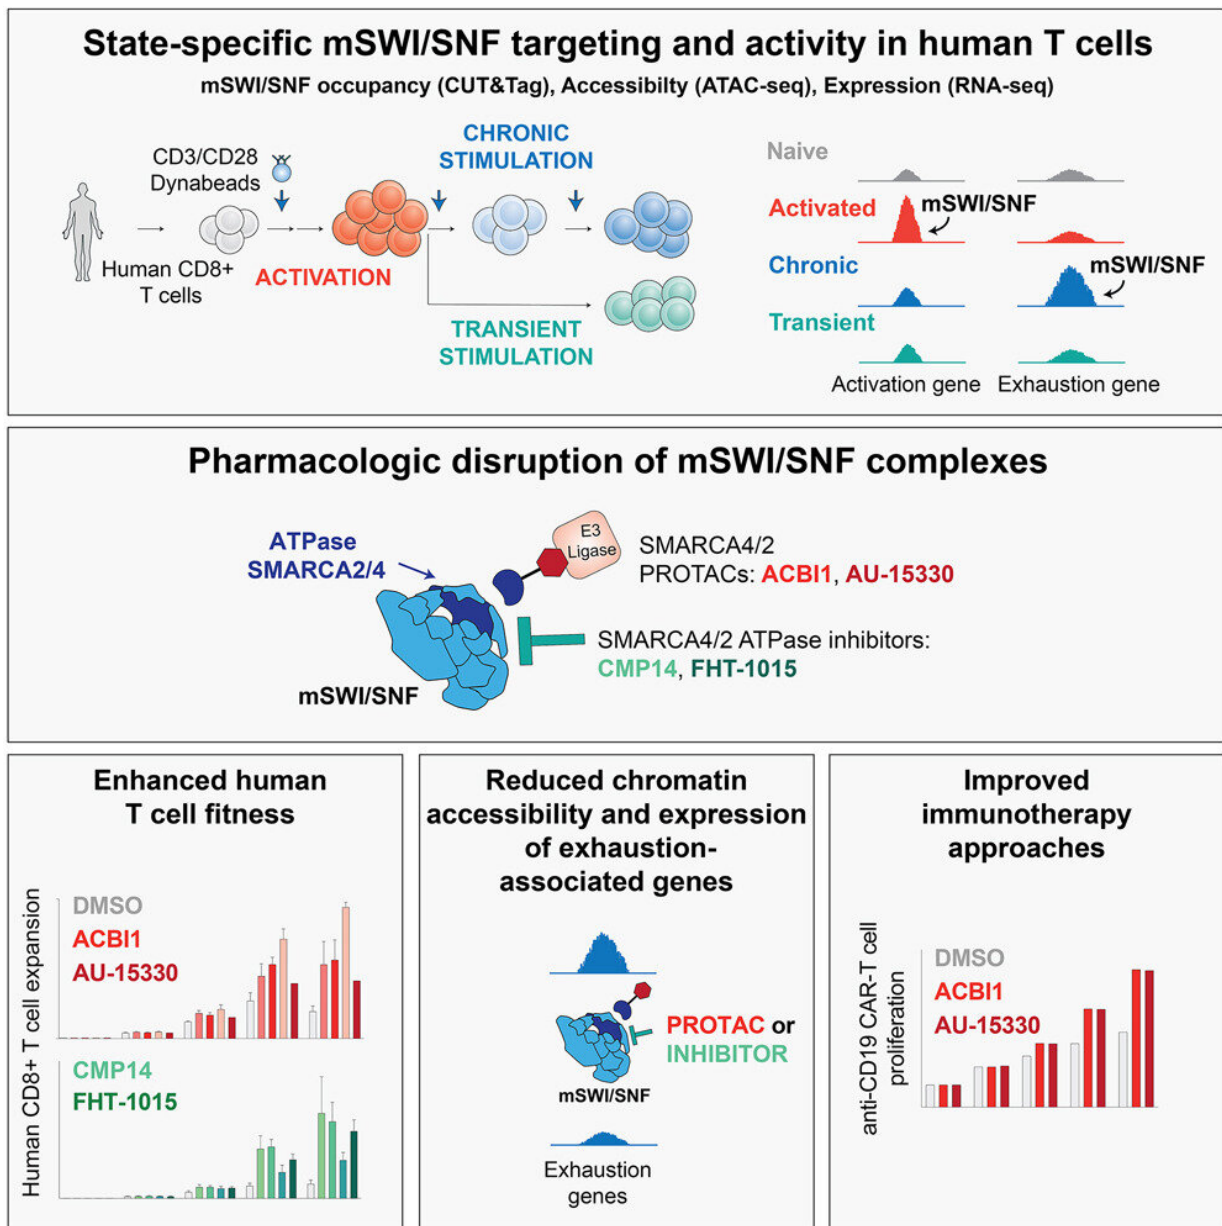 State-specific mSWI/SNF targeting and activity in human T cells
mSWI/SNF occupancy (CUT&Tag), Accessibilty (ATAC-seq), Expression (RNA-seq)
CD3/CD28
Dynabeads
Human CD8+
T cells
ACTIVATION
CHRONIC
STIMULATION
TRANSIENT
STIMULATION
Naive
Activated
mSWI/SNF
Chronic
mSWI/SNF
Transient
Activation gene
Exhaustion gene
Pharmacologic disruption of mSWI/SNF complexes
ATPase
SMARCA2/4
E3
Ligase
SMARCA4/2
PROTACs: ACBI1, AU-15330
SMARCA4/2 ATPase inhibitors:
CMP14, FHT-1015
mSWI/SNF
Enhanced human
T cell fitness
Human CD8+ T cell expansion
DMSO
ACBI1
AU-15330
CMP14
FHT-1015
Reduced chromatin
accessibility and expression
of exhaustion-
associated genes
PROTAC or
INHIBITOR
mSWI/SNF
Exhaustion
genes
Improved
immunotherapy
approaches
anti-CD19 CAR-T cell
proliferation
DMSO
ACBI1
AU-15330